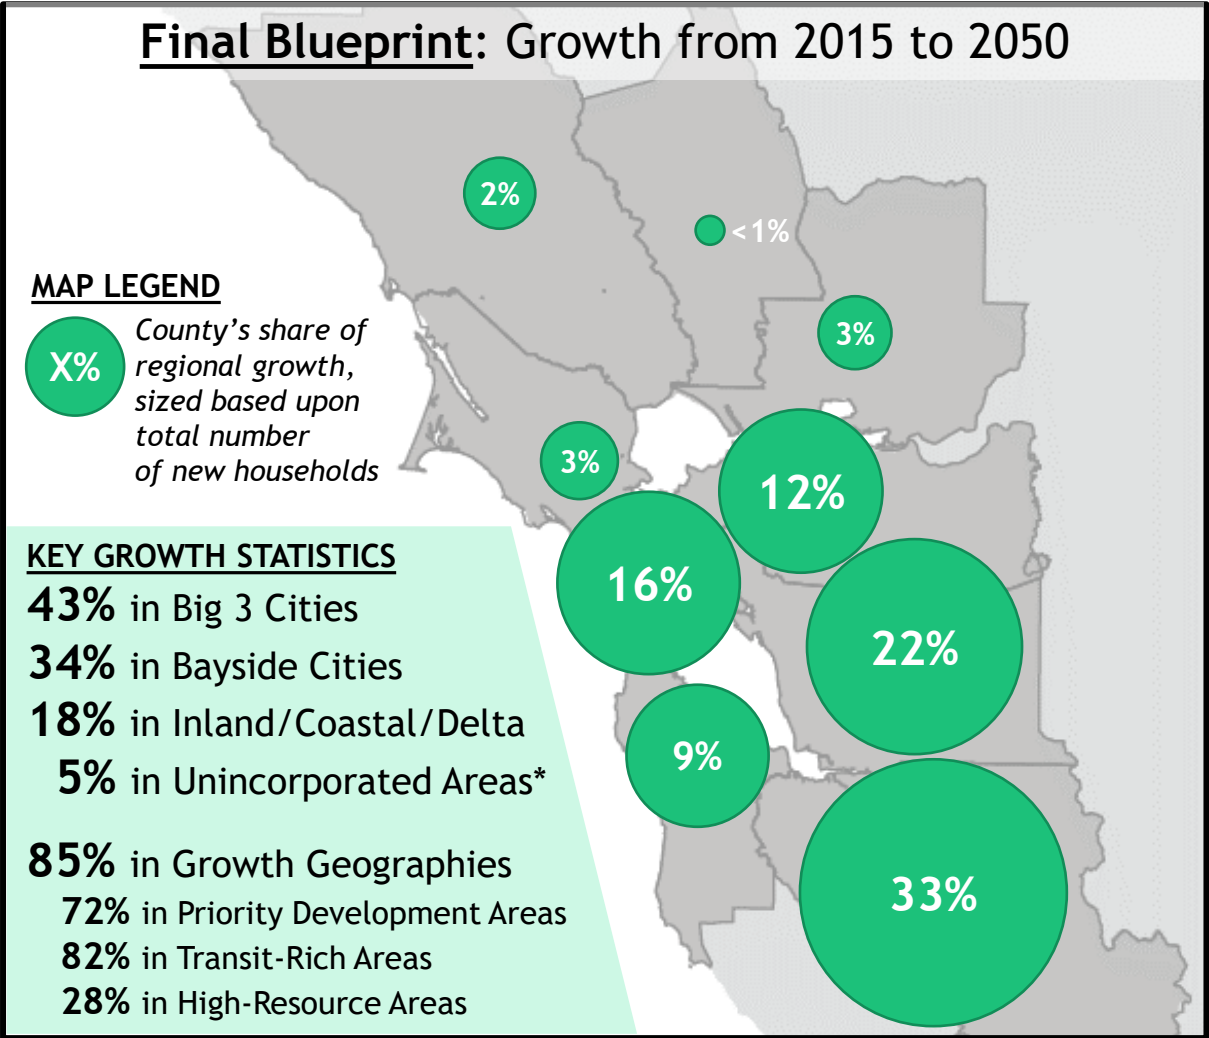 Final Blueprint: Growth from 2015 to 2050
2%
<1%
MAP LEGEND
X%
County’s share of
regional growth,
sized based upon
total number
of new households
3%
3%
12%
16%
22%
9%
33%
KEY GROWTH STATISTICS
43% in Big 3 Cities
34% in Bayside Cities
18% in Inland/Coastal/Delta
5% in Unincorporated Areas*
85% in Growth Geographies
72% in Priority Development Areas
82% in Transit-Rich Areas
28% in High-Resource Areas